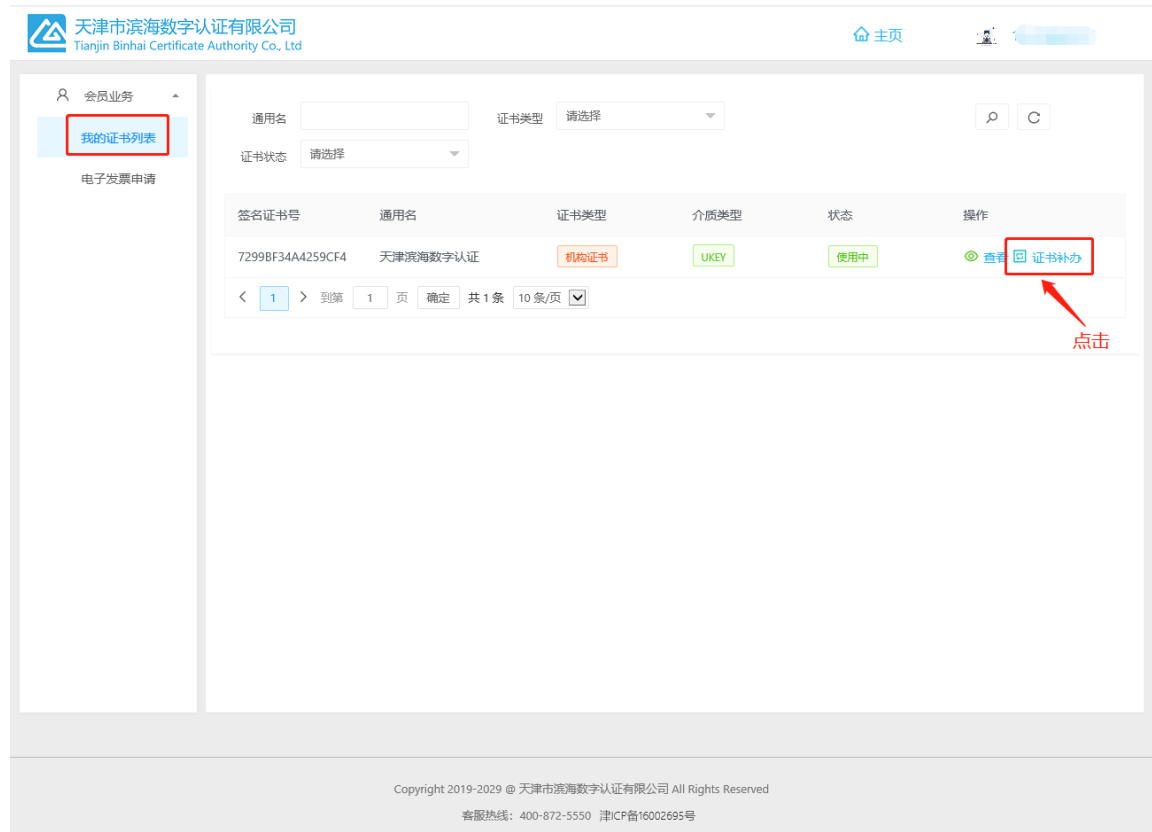 天津市滨海数字认证有限公司
Tianjin Binhai Certificate Authority Co., Ltd
主页
会员业务
我的证书列表
电子发票申请
通用名 证书类型 请选择
证书状态 请选择
签名证书号 通用名 证书类型 介质类型 状态 操作
7299BF34A4259CF4 天津滨海数字认证 机构证书 UKEY 使用中 查看 证书补办
1 到第 1 页 确定 共 1 条 10 条/页
点击
Copyright 2019-2029 @ 天津市滨海数字认证有限公司 All Rights Reserved
客服热线：400-872-5550 津ICP备16002695号